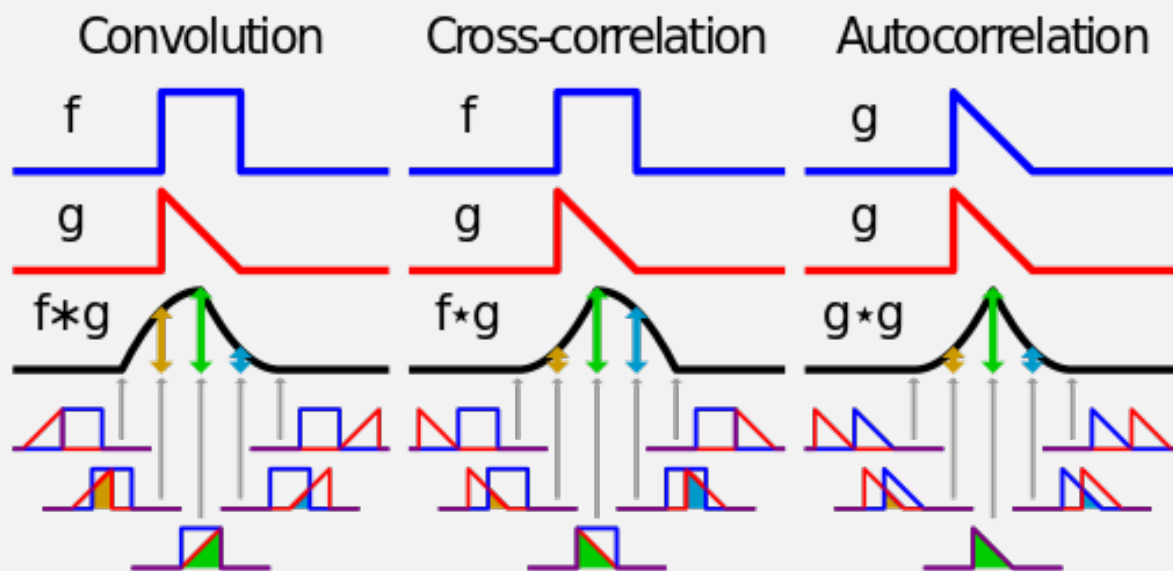 Convolution
f
g
f∗g
Cross-correlation
f
g
f⋆g
Autocorrelation
g
g
g⋆g